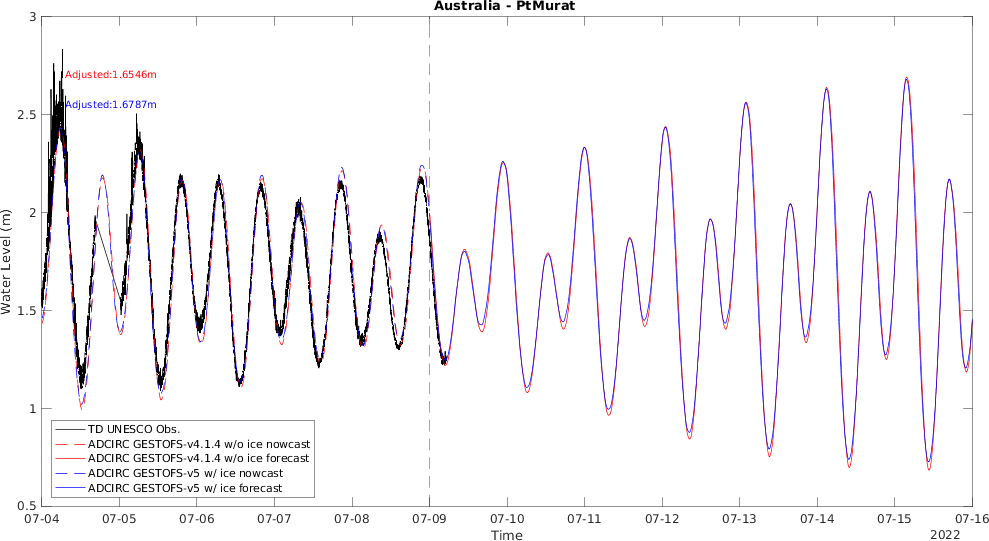 Australia - PtMurat
3
Adjusted:1.6546m
Adjusted:1.6787m
2.5
2
Water Level (m)
1.5
1
TD UNESCO Obs.
ADCIRC GESTOFS-v4.1.4 w/o ice nowcast
ADCIRC GESTOFS-v4.1.4 w/o ice forecast
ADCIRC GESTOFS-v5 w/ ice nowcast
ADCIRC GESTOFS-v5 w/ ice forecast
0.5
07-04 07-05 07-06 07-07 07-08 07-09 07-10 07-11 07-12 07-13 07-14 07-15 07-16
Time
2022